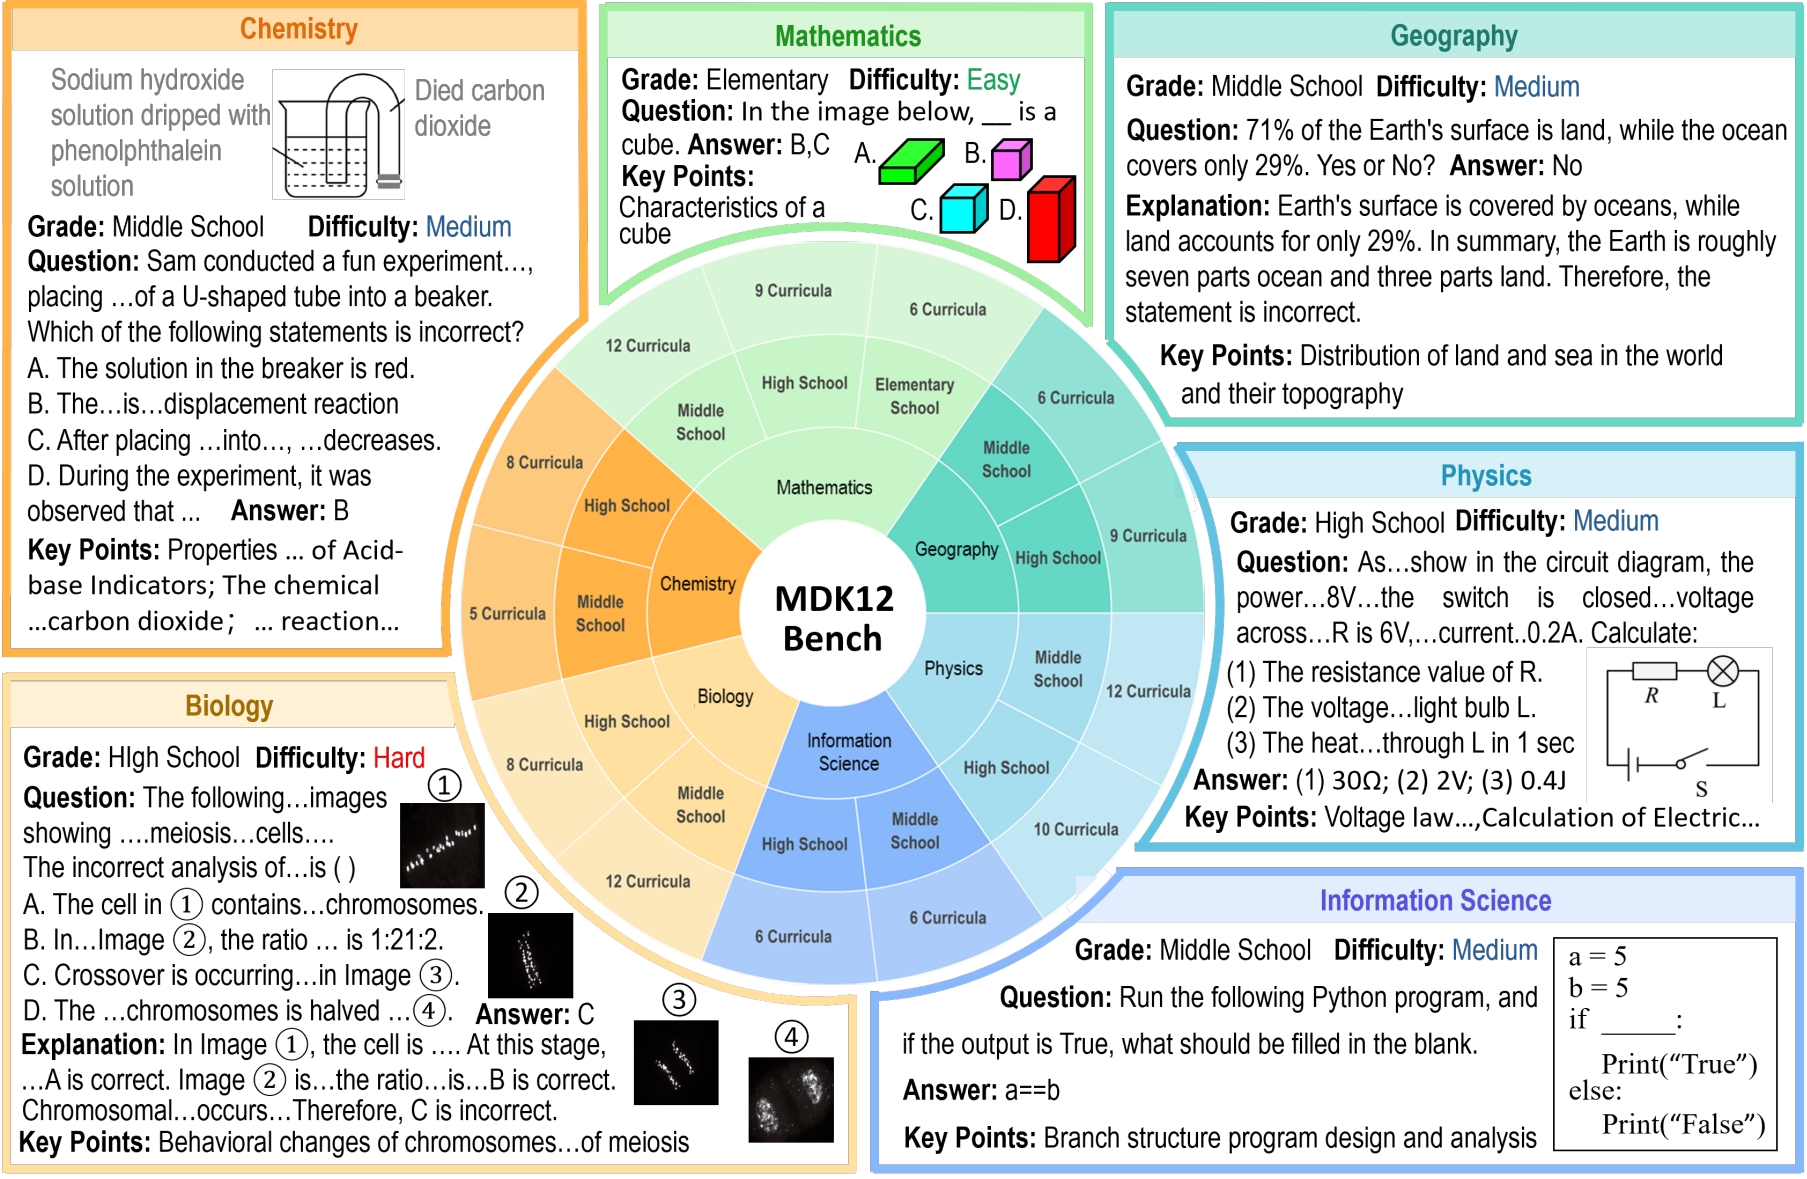 Chemistry
Sodium hydroxide
solution dripped with
phenolphthalein
solution
Died carbon
dioxide
Grade: Middle School Difficulty: Medium
Question: Sam conducted a fun experiment…,
placing …of a U-shaped tube into a beaker.
Which of the following statements is incorrect?
A. The solution in the breaker is red.
B. The…is…displacement reaction
C. After placing …into…, …decreases.
D. During the experiment, it was
observed that ... Answer: B
Key Points: Properties ... of Acid-
base Indicators; The chemical
…carbon dioxide； … reaction…
Mathematics
Grade: Elementary Difficulty: Easy
Question: In the image below, __ is a
cube. Answer: B,C
Key Points:
Characteristics of a
cube
A.
B.
C.
D.
Geography
Grade: Middle School Difficulty: Medium
Question: 71% of the Earth's surface is land, while the ocean
covers only 29%. Yes or No? Answer: No
Explanation: Earth's surface is covered by oceans, while
land accounts for only 29%. In summary, the Earth is roughly
seven parts ocean and three parts land. Therefore, the
statement is incorrect.
Key Points: Distribution of land and sea in the world
and their topography
Physics
Grade: High School Difficulty: Medium
Question: As…show in the circuit diagram, the
power…8V…the switch is closed…voltage
across…R is 6V,…current..0.2A. Calculate:
(1) The resistance value of R.
(2) The voltage…light bulb L.
(3) The heat…through L in 1 sec
Answer: (1) 30Ω; (2) 2V; (3) 0.4J
Key Points: Voltage law…,Calculation of Electric…
R
L
S
Information Science
Grade: Middle School Difficulty: Medium
Question: Run the following Python program, and
if the output is True, what should be filled in the blank.
Answer: a==b
Key Points: Branch structure program design and analysis
a = 5
b = 5
if _____:
Print(“True”)
else:
Print(“False”)
Biology
Grade: HIgh School Difficulty: Hard
Question: The following…images
showing ….meiosis…cells….
The incorrect analysis of…is ( )
A. The cell in ① contains…chromosomes.
B. In…Image ②, the ratio … is 1:21:2.
C. Crossover is occurring…in Image ③.
D. The …chromosomes is halved …④. Answer: C
Explanation: In Image ①, the cell is …. At this stage,
…A is correct. Image ② is…the ratio…is…B is correct.
Chromosomal…occurs…Therefore, C is incorrect.
Key Points: Behavioral changes of chromosomes…of meiosis
①
②
③
④
MDK12
Bench
Mathematics
Middle
School
High School
Elementary
School
12 Curricula
9 Curricula
6 Curricula
Geography
Middle
School
High School
6 Curricula
9 Curricula
Physics
Middle
School
High School
12 Curricula
10 Curricula
Information
Science
Middle
School
High School
6 Curricula
6 Curricula
Biology
Middle
School
High School
12 Curricula
8 Curricula
Chemistry
Middle
School
High School
5 Curricula
8 Curricula